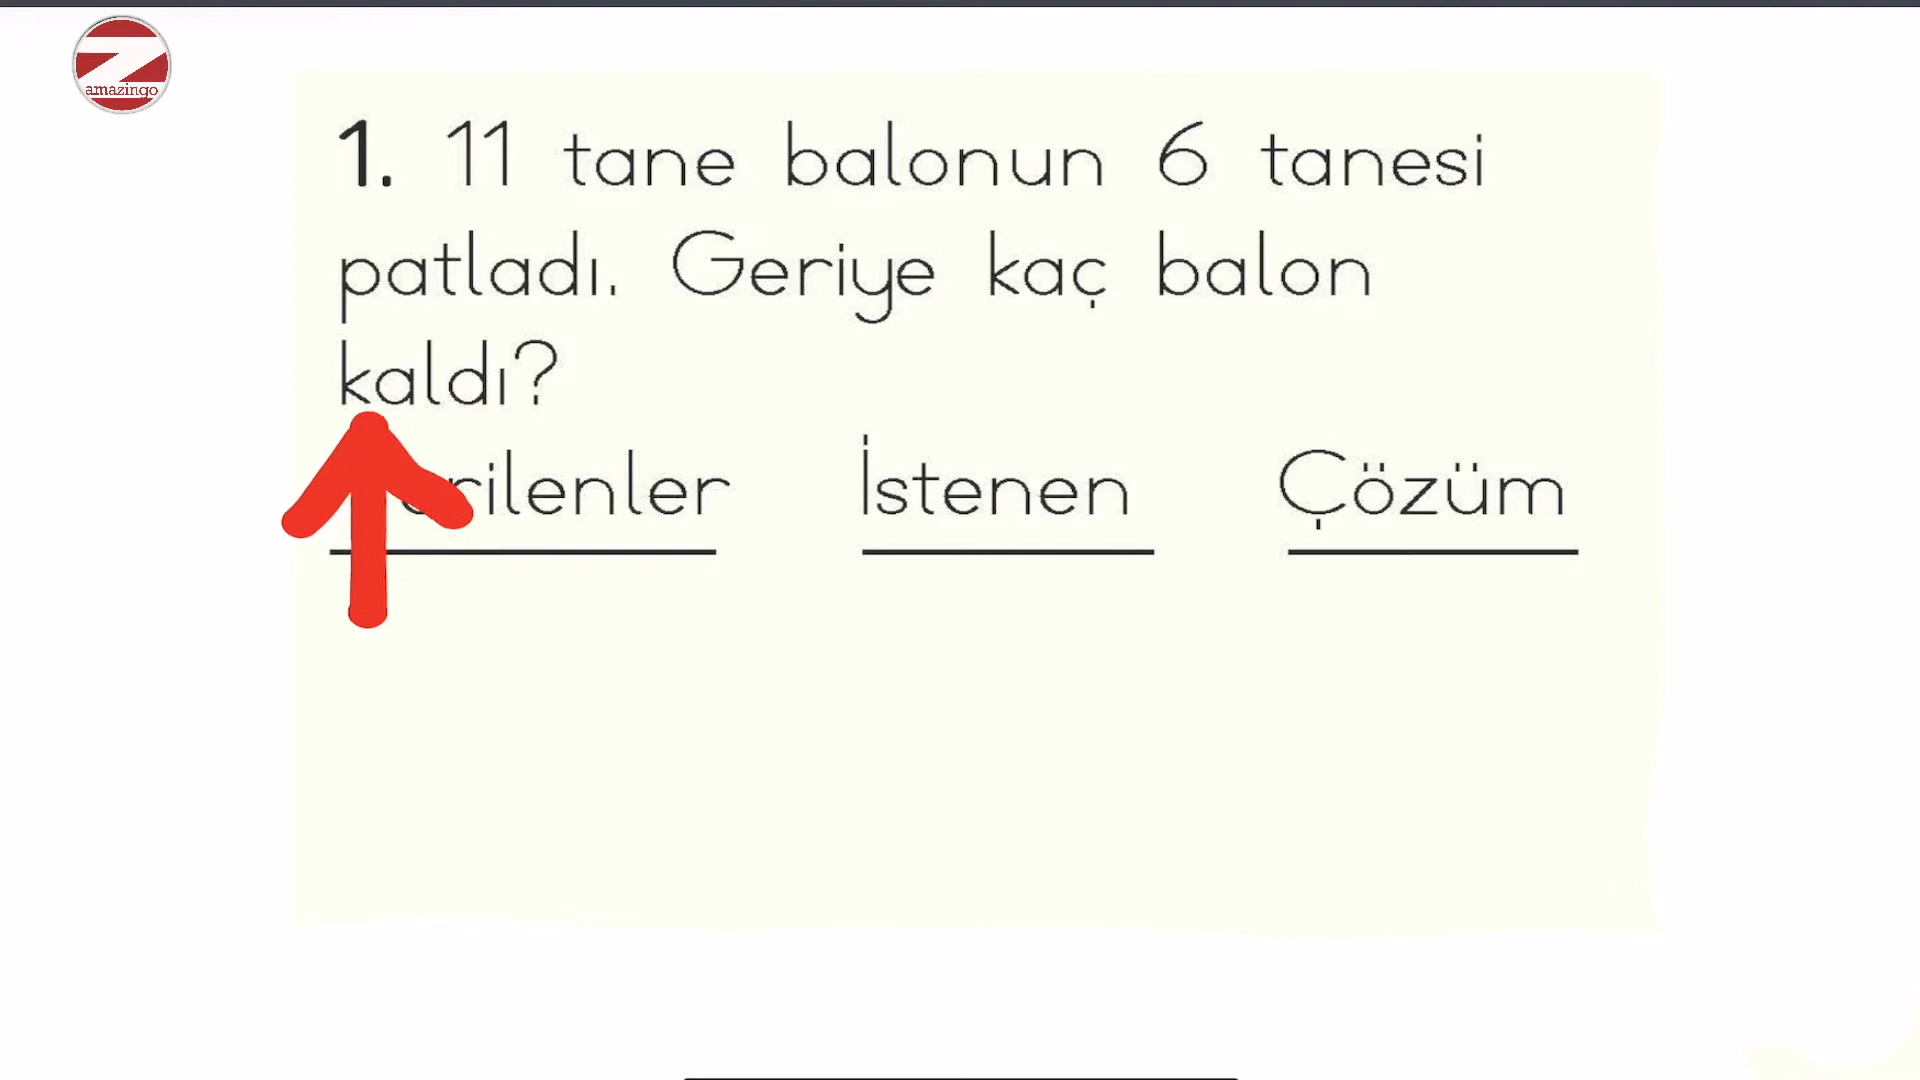 amazingo
1. 11 tane balonun 6 tanesi
patladı. Geriye kaç balon
kaldı?
İstenen Çözüm